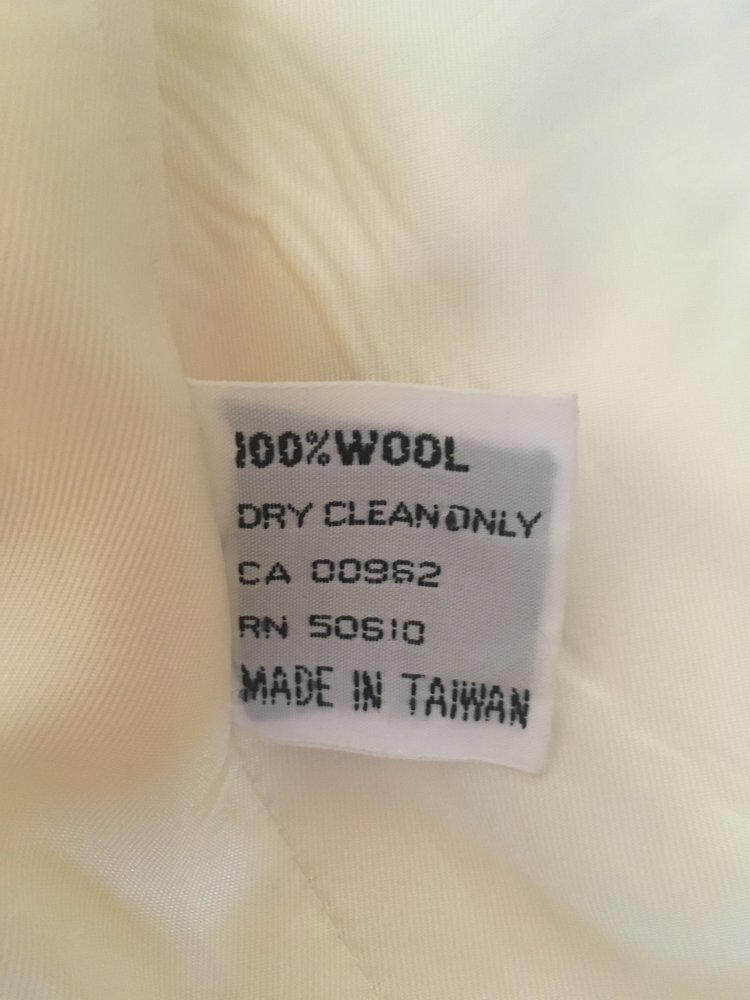 100% WOOL
DRY CLEAN ONLY
CA 00962
RN 50610
MADE IN TAIWAN